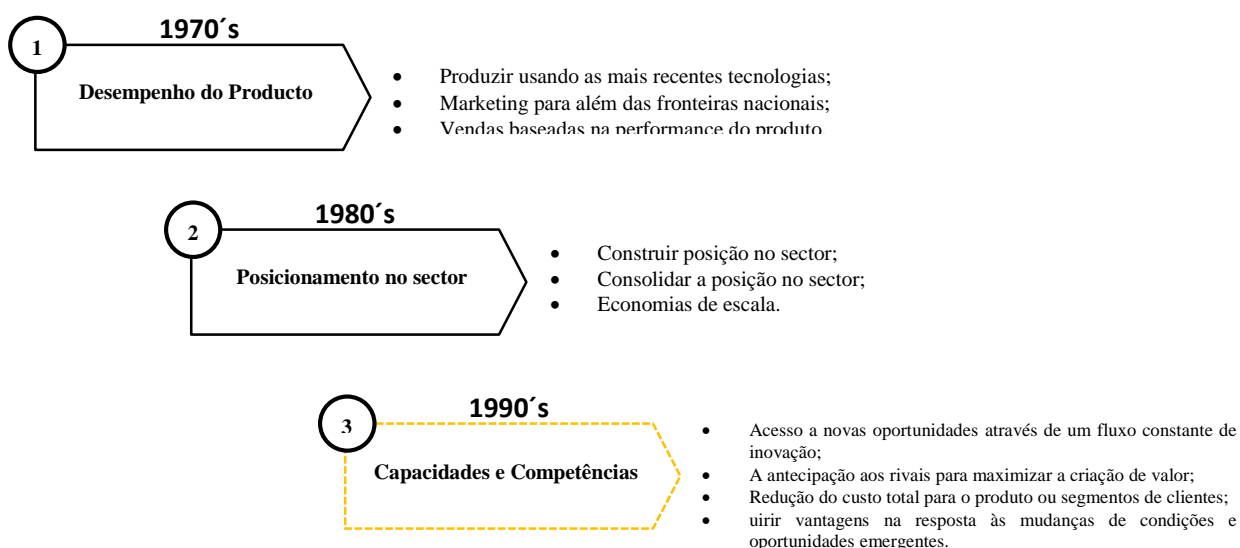 1970´s
1
Desempenho do Producto
• Produzir usando as mais recentes tecnologias;
• Marketing para além das fronteiras nacionais;
• Vendas baseadas na performance do produto.
1980´s
2
Posicionamento no sector
• Construir posição no sector;
• Consolidar a posição no sector;
• Economias de escala.
1990´s
3
Capacidades e Competências
• Acesso a novas oportunidades através de um fluxo constante de
inovação;
• A antecipação aos rivais para maximizar a criação de valor;
• Redução do custo total para o produto ou segmentos de clientes;
• uirir vantagens na resposta às mudanças de condições e
oportunidades emergentes.